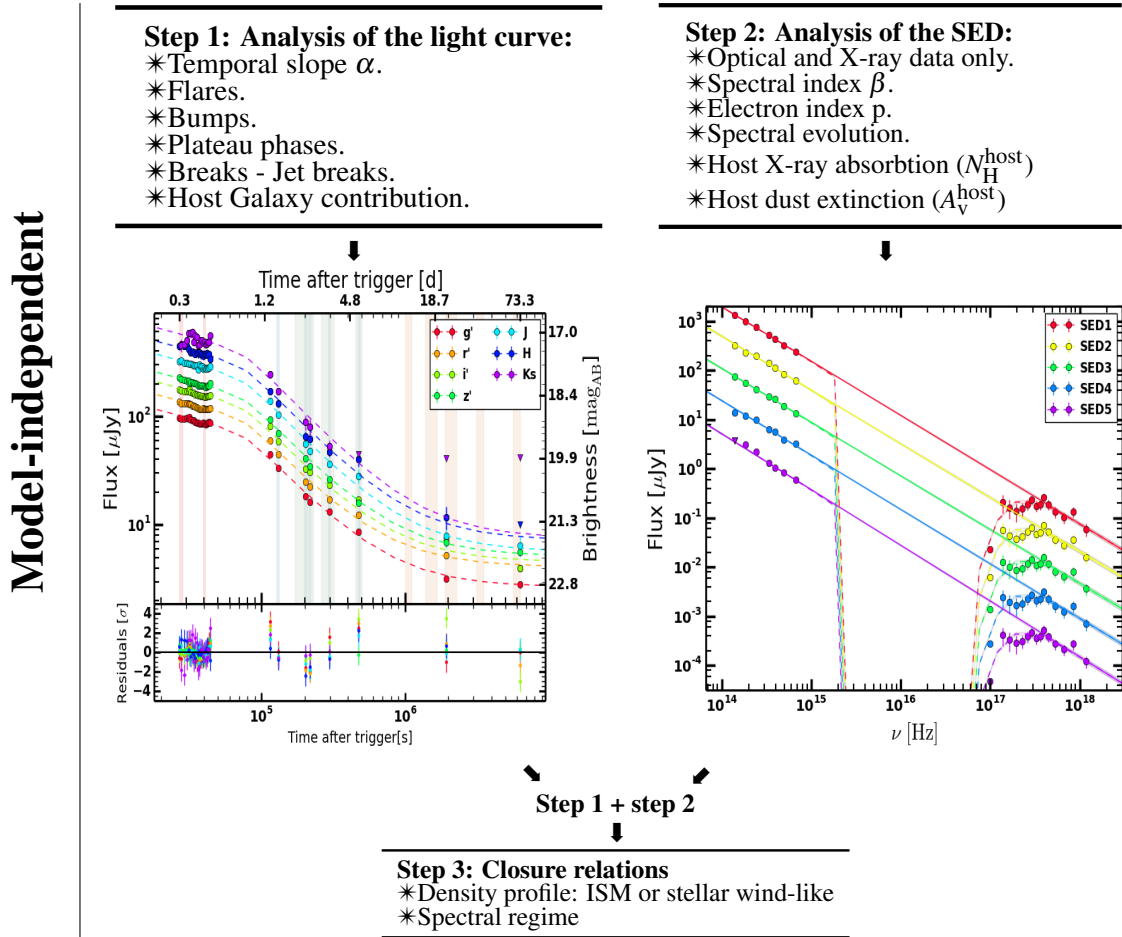 Model-independent
Step 1: Analysis of the light curve:
✴Temporal slope α.
✴Flares.
✴Bumps.
✴Plateau phases.
✴Breaks - Jet breaks.
✴Host Galaxy contribution.
Step 2: Analysis of the SED:
✴Optical and X-ray data only.
✴Spectral index β.
✴Electron index p.
✴Spectral evolution.
✴Host X-ray absorbtion (N_H^host)
✴Host dust extinction (A_v^host)
Time after trigger [d]
0.3 1.2 4.8 18.7 73.3
Flux [μJy]
10^2
10^1
g' J
r' H
i' Ks
z'
17.0
18.4
19.9
21.3
22.8
Brightness [mag_AB]
Residuals [σ]
4
2
0
−2
−4
10^5 10^6
Time after trigger[s]
Flux [μJy]
10^3
10^2
10^1
10^0
10^-1
10^-2
10^-3
10^-4
SED1
SED2
SED3
SED4
SED5
10^14 10^15 10^16 10^17 10^18
ν [Hz]
Step 1 + step 2
Step 3: Closure relations
✴Density profile: ISM or stellar wind-like
✴Spectral regime